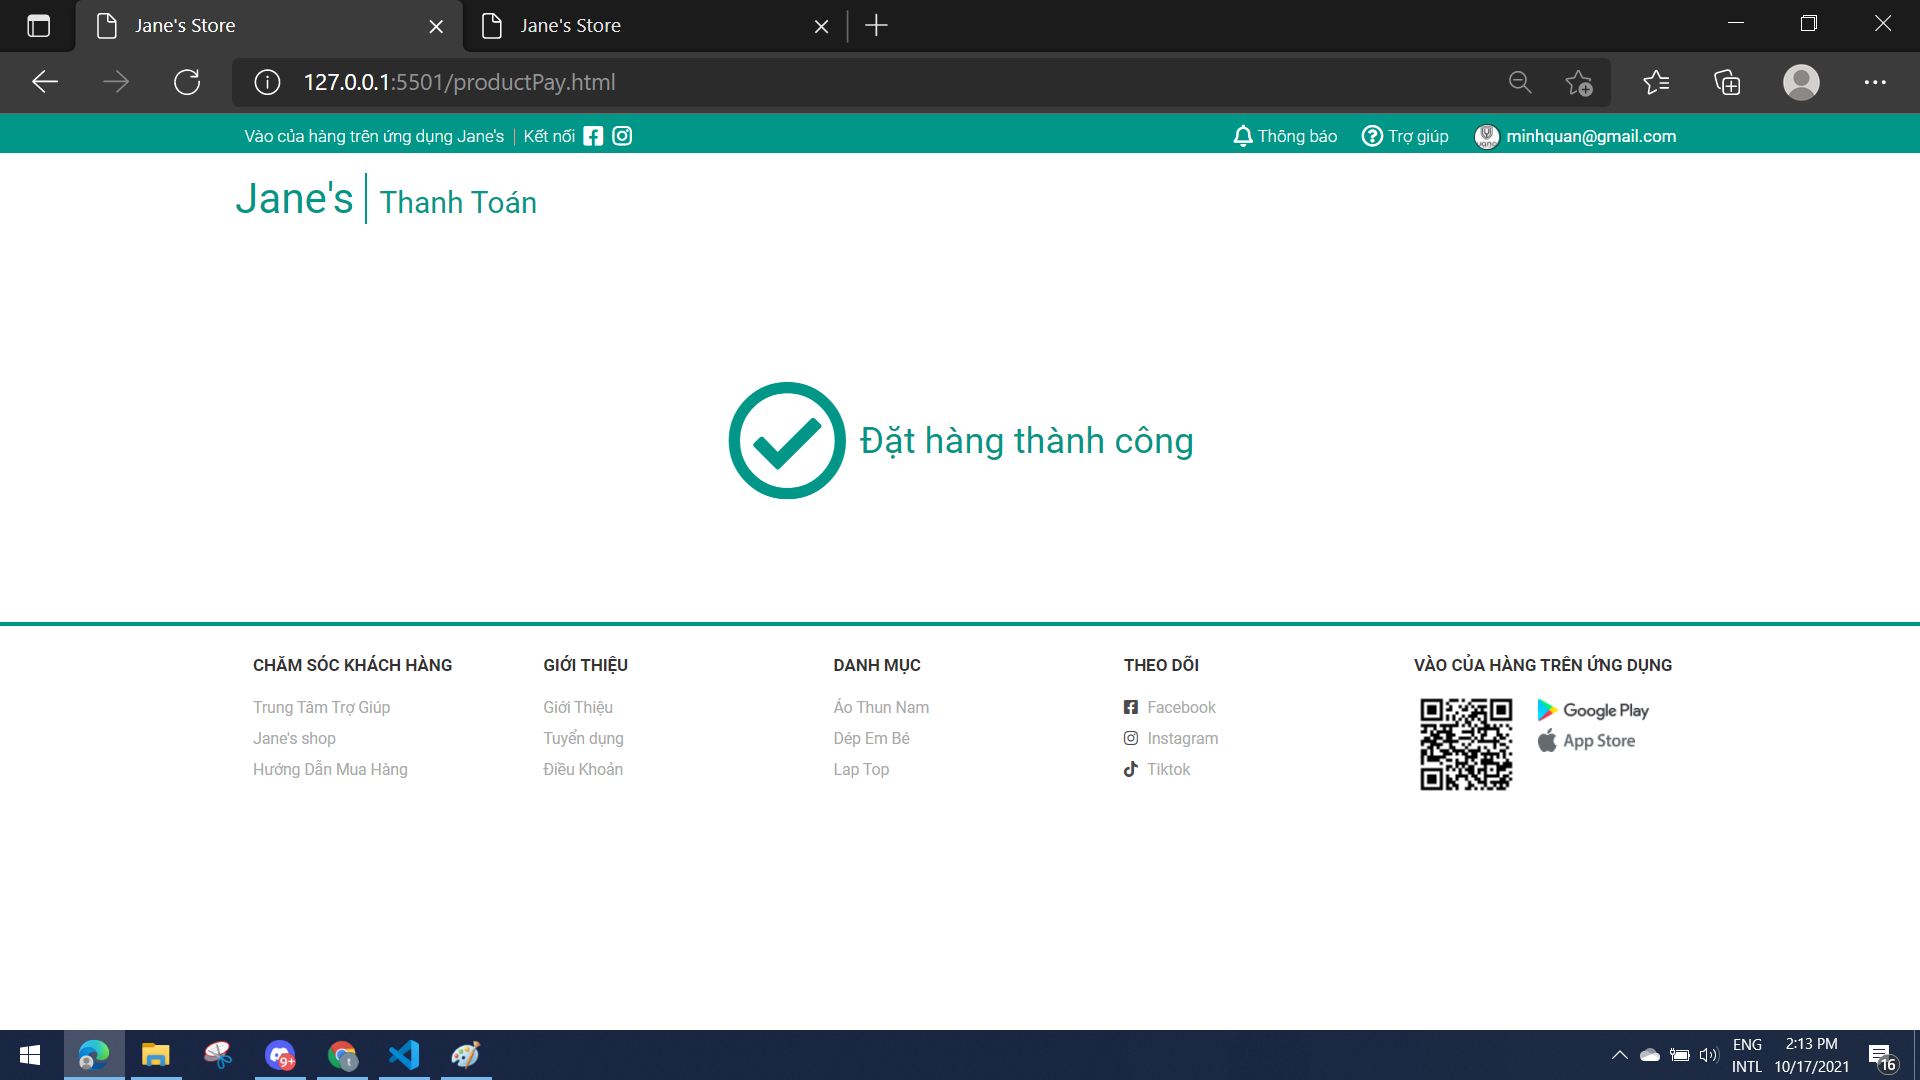 Jane's Store
Jane's Store
127.0.0.1:5501/productPay.html
Vào của hàng trên ứng dụng Jane's | Kết nối
Thông báo
Trợ giúp
minhquan@gmail.com
Jane's | Thanh Toán
Đặt hàng thành công
CHĂM SÓC KHÁCH HÀNG
Trung Tâm Trợ Giúp
Jane's shop
Hướng Dẫn Mua Hàng
GIỚI THIỆU
Giới Thiệu
Tuyển dụng
Điều Khoản
DANH MỤC
Áo Thun Nam
Dép Em Bé
Lap Top
THEO DÕI
Facebook
Instagram
Tiktok
VÀO CỦA HÀNG TRÊN ỨNG DỤNG
Google Play
App Store
9+
ENG
INTL
2:13 PM
10/17/2021
16